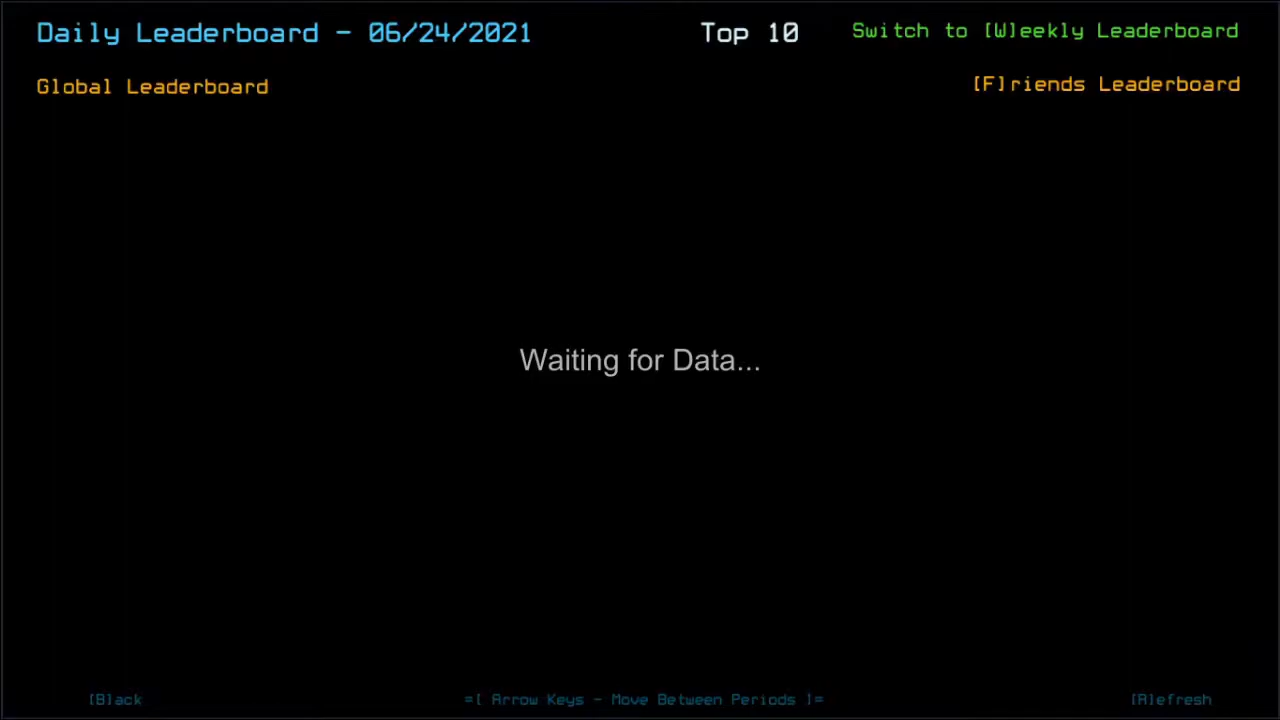 Daily Leaderboard - 06/24/2021
Top 10
Switch to [W]eekly Leaderboard
Global Leaderboard
[F]riends Leaderboard
Waiting for Data...
[B]ack
=[ Arrow Keys - Move Between Periods ]=
[R]efresh